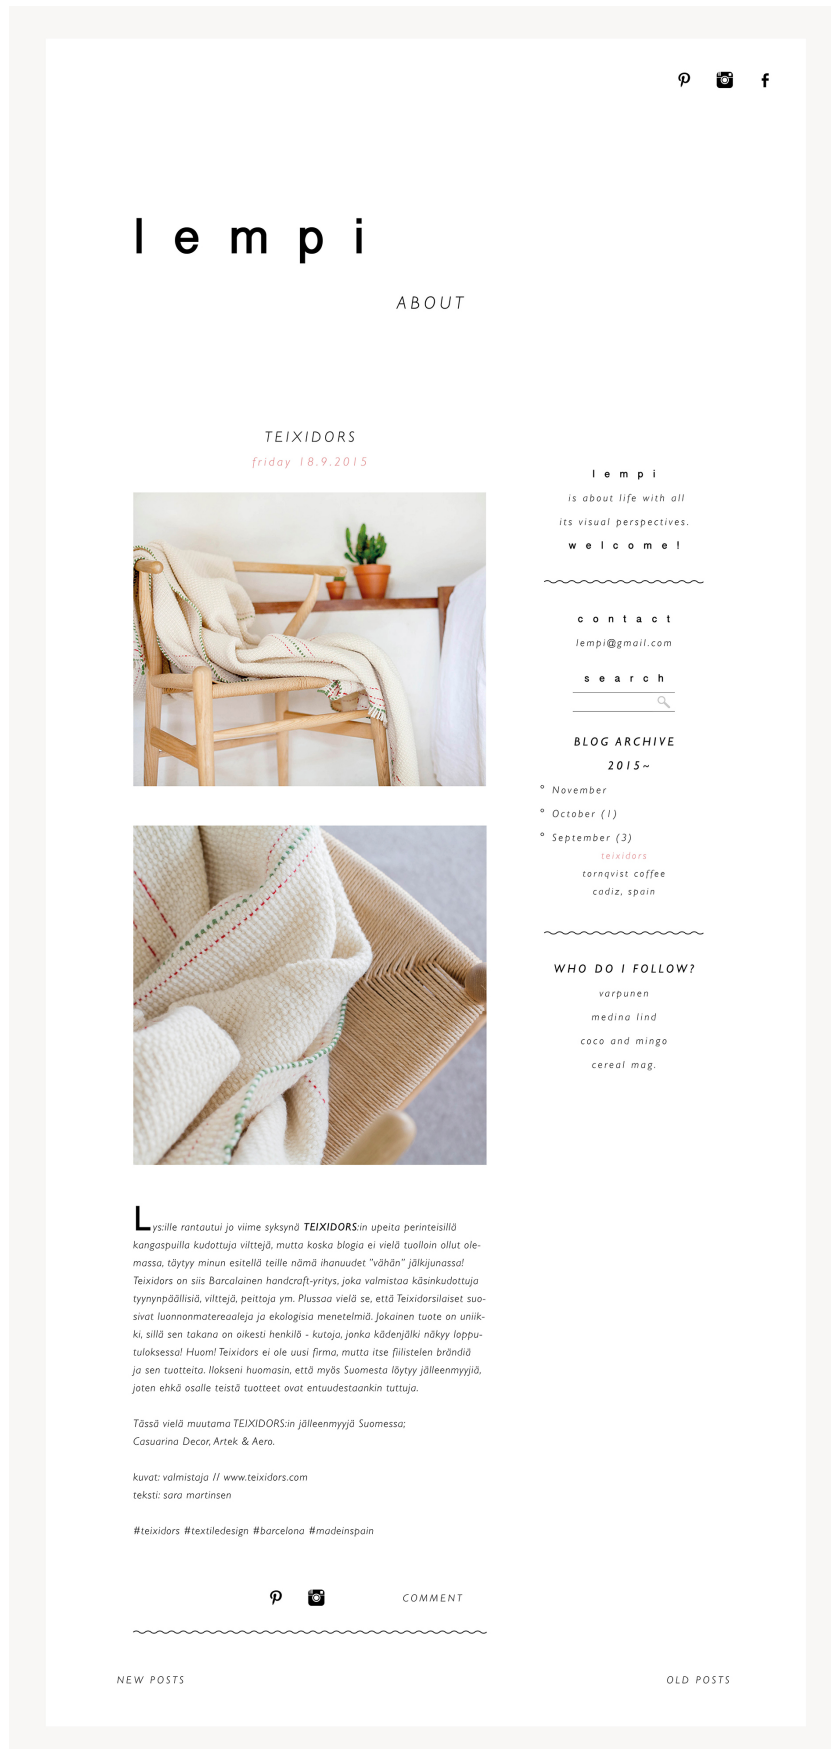 lempi
ABOUT
TEIXIDORS
friday 18.9.2015
Lys:ille rantautui jo viime syksynä TEIXIDORS:in upeita perinteisillä
kangaspuilla kudottuja vilttejä, mutta koska blogia ei vielä tuolloin ollut ole-
massa, täytyy minun esitellä teille nämä ihanuudet "vähän" jälkijunassa!
Teixidors on siis Barcalainen handcraft-yritys, joka valmistaa käsinkudottuja
tyynynpäällisiä, vilttejä, peittoja ym. Plussaa vielä se, että Teixidorsilaiset suo-
sivat luonnonmatereaaleja ja ekologisia menetelmiä. Jokainen tuote on uniik-
ki, sillä sen takana on oikesti henkilö - kutoja, jonka kädenjälki näkyy loppu-
tuloksessa! Huom! Teixidors ei ole uusi firma, mutta itse fiilistelen brändiä
ja sen tuotteita. Ilokseni huomasin, että myös Suomesta löytyy jälleenmyyjiä,
joten ehkä osalle teistä tuotteet ovat entuudestaankin tuttuja.
Tässä vielä muutama TEIXIDORS:in jälleenmyyjä Suomessa;
Casuarina Decor, Artek & Aero.
kuvat: valmistaja // www.teixidors.com
teksti: sara martinsen
#teixidors #textiledesign #barcelona #madeinspain
COMMENT
lempi
is about life with all
its visual perspectives.
welcome!
contact
lempi@gmail.com
search
BLOG ARCHIVE
2015~
° November
° October (1)
° September (3)
teixidors
tornqvist coffee
cadiz, spain
WHO DO I FOLLOW?
varpunen
medina lind
coco and mingo
cereal mag.
NEW POSTS
OLD POSTS